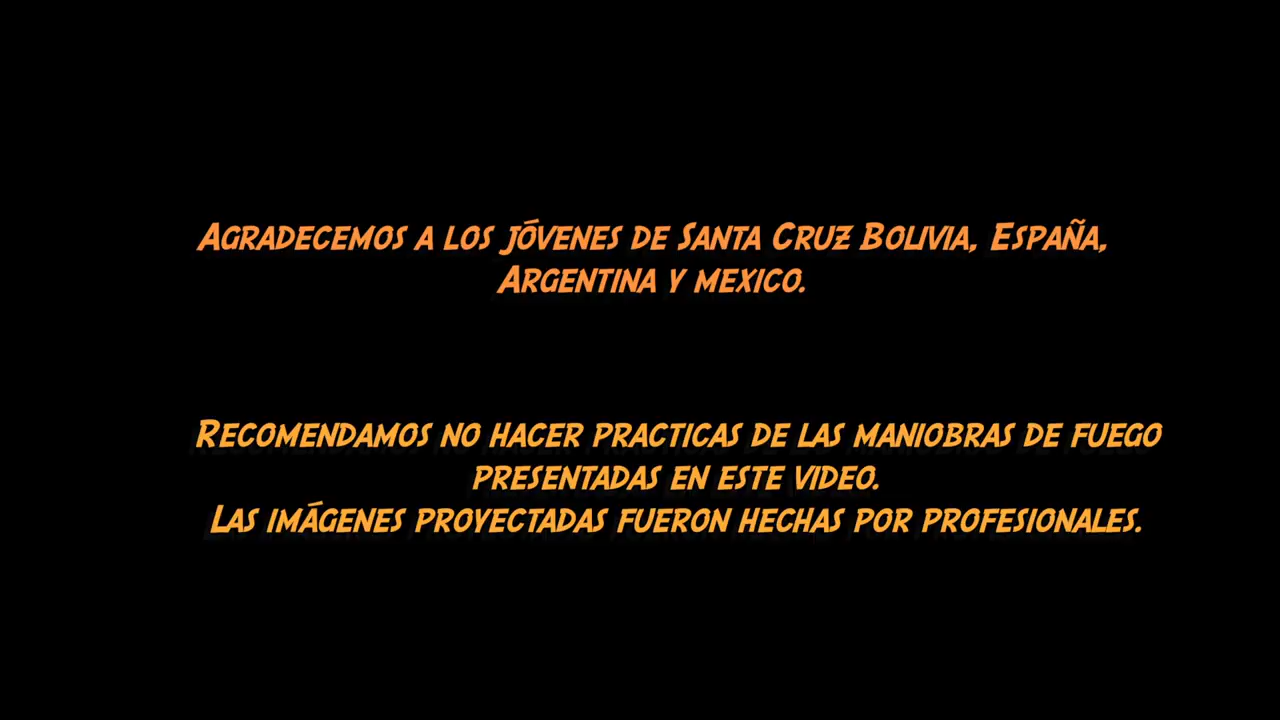 Agradecemos a los jóvenes de Santa Cruz Bolivia, España,
Argentina y mexico.
Recomendamos no hacer practicas de las maniobras de fuego
presentadas en este video.
Las imágenes proyectadas fueron hechas por profesionales.